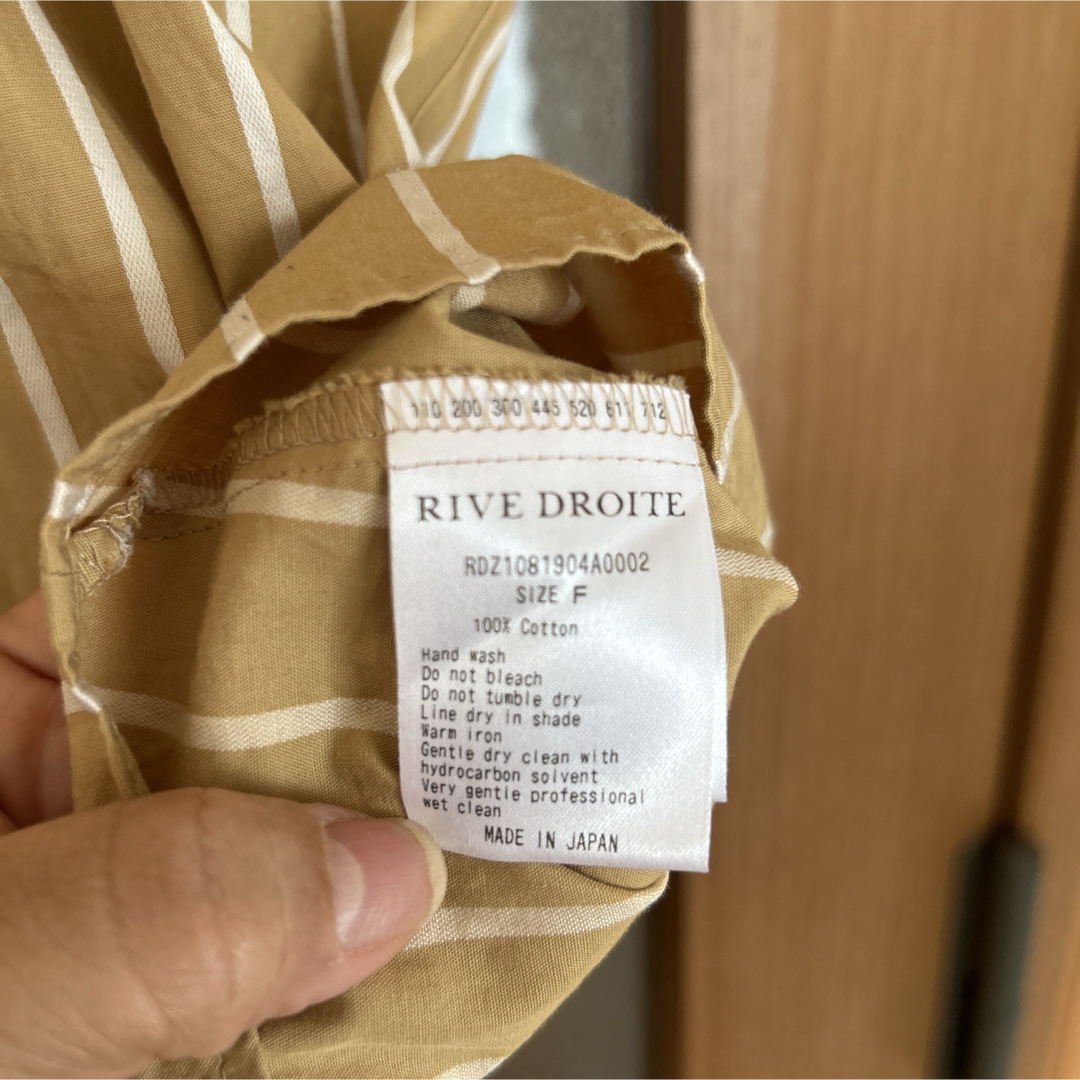 110 200 300 445 520 611 712
RIVE DROITE
RDZ1081904A0002
SIZE F
100% Cotton
Hand wash
Do not bleach
Do not tumble dry
Line dry in shade
Warm iron
Gentle dry clean with
hydrocarbon solvent
Very gentle professional
wet clean
MADE IN JAPAN